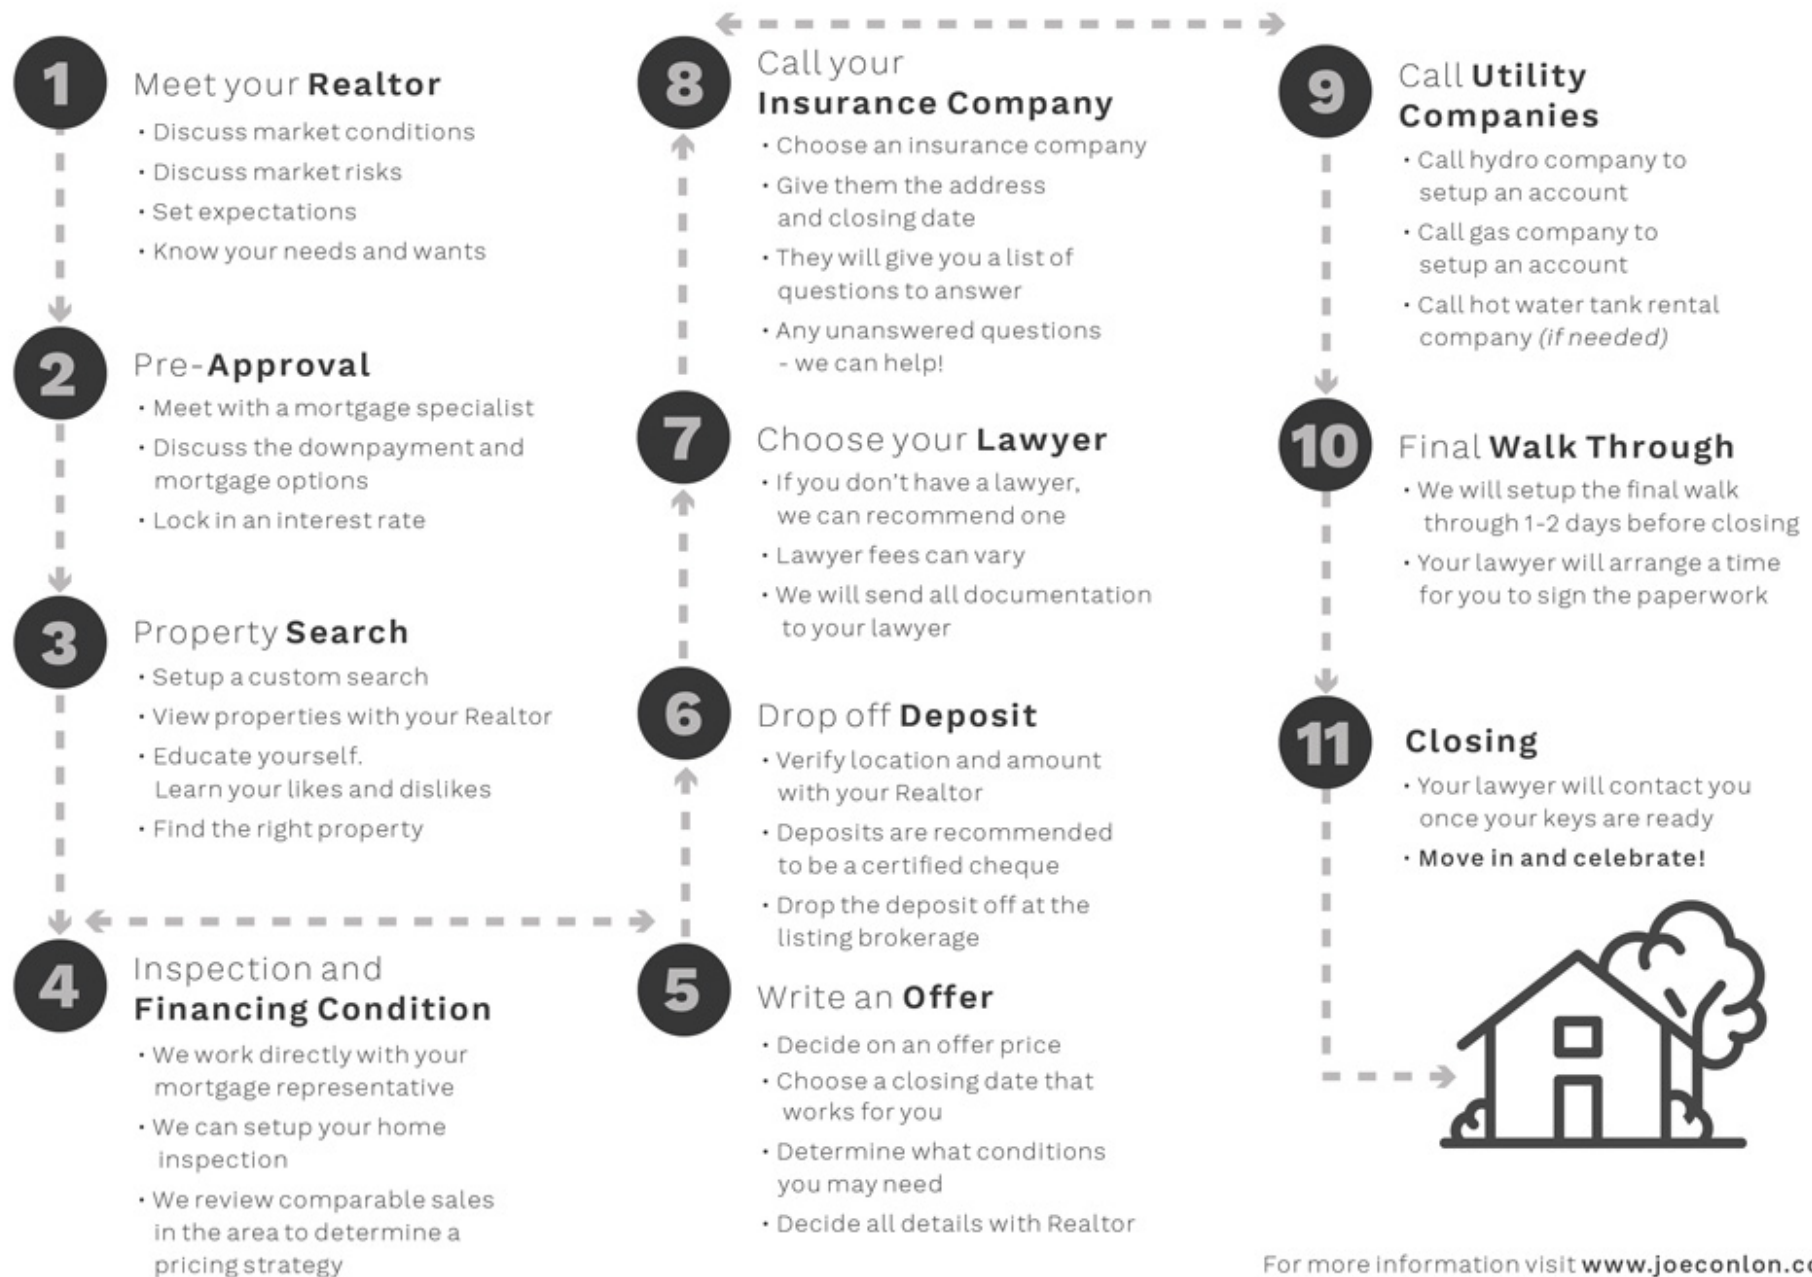 1
Meet your Realtor
• Discuss market conditions
• Discuss market risks
• Set expectations
• Know your needs and wants
2
Pre-Approval
• Meet with a mortgage specialist
• Discuss the downpayment and
mortgage options
• Lock in an interest rate
3
Property Search
• Setup a custom search
• View properties with your Realtor
• Educate yourself.
Learn your likes and dislikes
• Find the right property
4
Inspection and
Financing Condition
• We work directly with your
mortgage representative
• We can setup your home
inspection
• We review comparable sales
in the area to determine a
pricing strategy
8
Call your
Insurance Company
• Choose an insurance company
• Give them the address
and closing date
• They will give you a list of
questions to answer
• Any unanswered questions
- we can help!
7
Choose your Lawyer
• If you don't have a lawyer,
we can recommend one
• Lawyer fees can vary
• We will send all documentation
to your lawyer
6
Drop off Deposit
• Verify location and amount
with your Realtor
• Deposits are recommended
to be a certified cheque
• Drop the deposit off at the
listing brokerage
5
Write an Offer
• Decide on an offer price
• Choose a closing date that
works for you
• Determine what conditions
you may need
• Decide all details with Realtor
9
Call Utility
Companies
• Call hydro company to
setup an account
• Call gas company to
setup an account
• Call hot water tank rental
company (if needed)
10
Final Walk Through
• We will setup the final walk
through 1-2 days before closing
• Your lawyer will arrange a time
for you to sign the paperwork
11
Closing
• Your lawyer will contact you
once your keys are ready
• Move in and celebrate!
For more information visit www.joeconlon.c